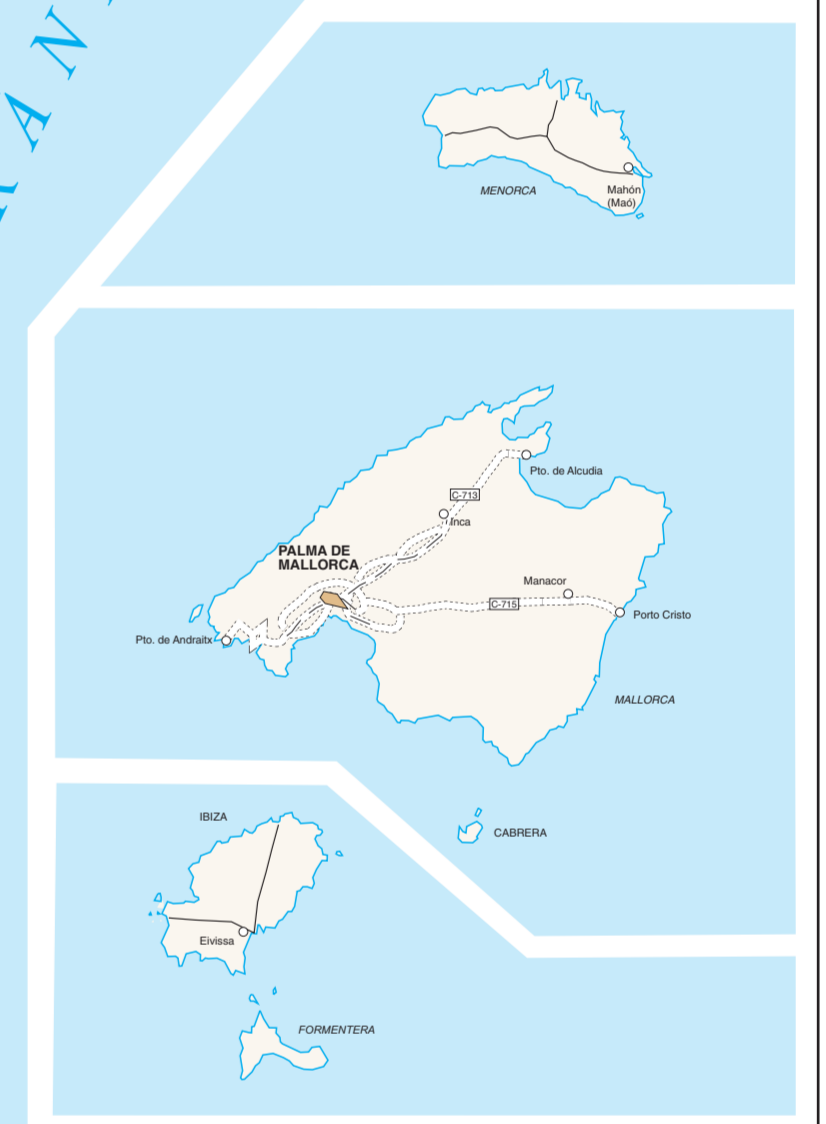 R A N
MENORCA
Mahón
(Maó)
Pto. de Alcudia
C-713
Inca
PALMA DE
MALLORCA
Manacor
C-715
Porto Cristo
Pto. de Andraitx
MALLORCA
IBIZA
CABRERA
Eivissa
FORMENTERA